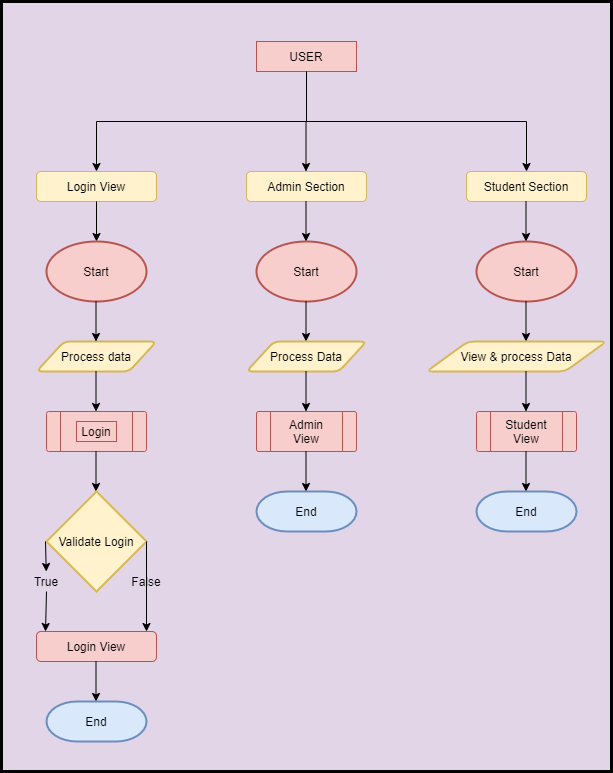 USER
Login View
Admin Section
Student Section
Start
Start
Start
Process data
Process Data
View & process Data
Login
Admin
View
Student
View
Validate Login
End
End
True
False
Login View
End